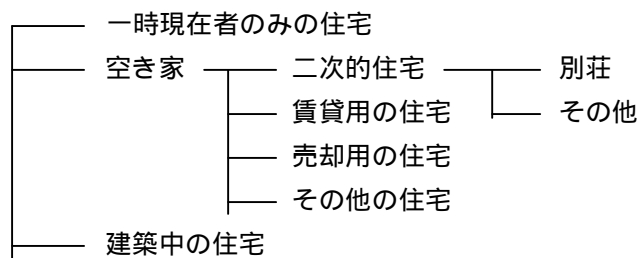 一時現在者のみの住宅
空き家 二次的住宅 別荘
賃貸用の住宅 その他
売却用の住宅
その他の住宅
建築中の住宅